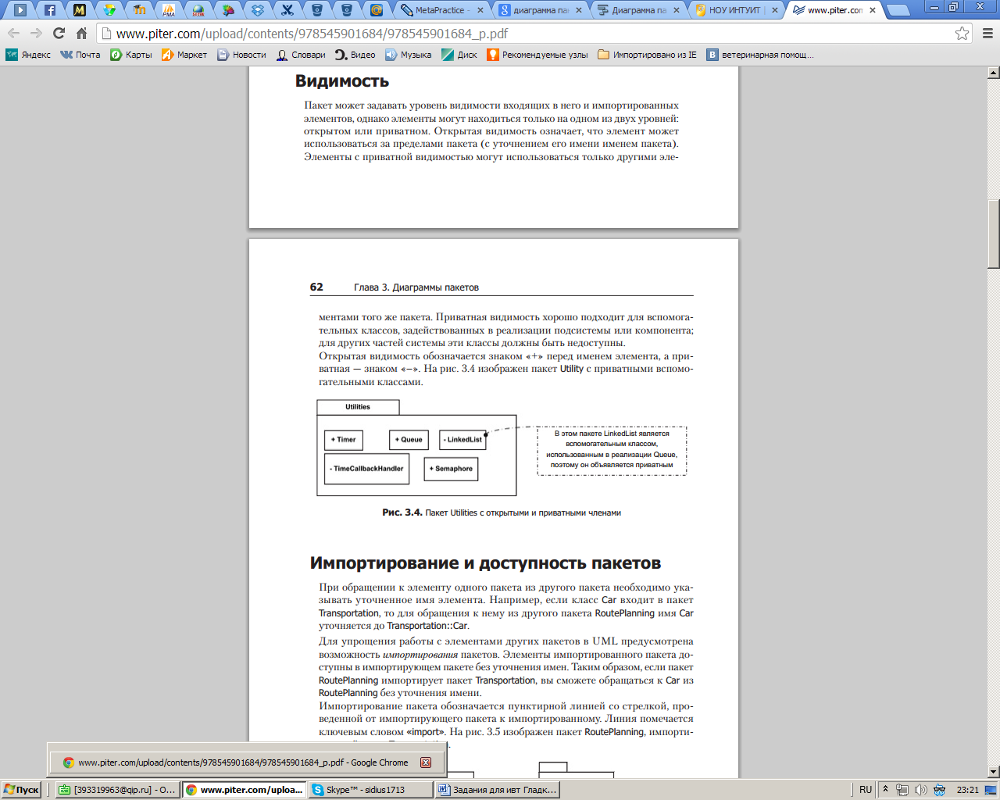 MetaPractice -
диаграмма пак
Диаграмма па
НОУ ИНТУИТ |
www.piter.com
www.piter.com/upload/contents/978545901684/978545901684_p.pdf
Яндекс Почта Карты Маркет Новости Словари Видео Музыка Диск Рекомендуемые узлы Импортировано из IE ветеринарная помощ...
Видимость
Пакет может задавать уровень видимости входящих в него и импортированных
элементов, однако элементы могут находиться только на одном из двух уровней:
открытом или приватном. Открытая видимость означает, что элемент может
использоваться за пределами пакета (с уточнением его имени именем пакета).
Элементы с приватной видимостью могут использоваться только другими эле-
62 Глава 3. Диаграммы пакетов
ментами того же пакета. Приватная видимость хорошо подходит для вспомога-
тельных классов, задействованных в реализации подсистемы или компонента;
для других частей системы эти классы должны быть недоступны.
Открытая видимость обозначается знаком «+» перед именем элемента, а при-
ватная — знаком «–». На рис. 3.4 изображен пакет Utility с приватными вспомо-
гательными классами.
Utilities
+ Timer
+ Queue
- LinkedList
- TimeCallbackHandler
+ Semaphore
В этом пакете LinkedList является
вспомогательным классом,
использованным в реализации Queue,
поэтому он объявляется приватным
Рис. 3.4. Пакет Utilities с открытыми и приватными членами
Импортирование и доступность пакетов
При обращении к элементу одного пакета из другого пакета необходимо ука-
зывать уточненное имя элемента. Например, если класс Car входит в пакет
Transportation, то для обращения к нему из другого пакета RoutePlanning имя Car
уточняется до Transportation::Car.
Для упрощения работы с элементами других пакетов в UML предусмотрена
возможность импортирования пакетов. Элементы импортированного пакета до-
ступны в импортирующем пакете без уточнения имен. Таким образом, если пакет
RoutePlanning импортирует пакет Transportation, вы сможете обращаться к Car из
RoutePlanning без уточнения имени.
Импортирование пакета обозначается пунктирной линией со стрелкой, про-
веденной от импортирующего пакета к импортированному. Линия помечается
ключевым словом «import». На рис. 3.5 изображен пакет RoutePlanning, импорти-
www.piter.com/upload/contents/978545901684/978545901684_p.pdf - Google Chrome
Пуск
[393319963@qip.ru] - О...
www.piter.com/uploa...
Skype™ - sidius1713
Задания для ивт Гладк...
RU
23:21